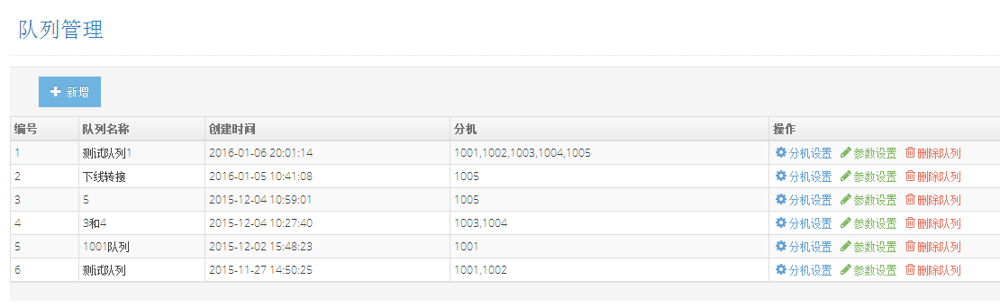 队列管理
新增
编号 队列名称 创建时间 分机 操作
1 测试队列1 2016-01-06 20:01:14 1001,1002,1003,1004,1005 分机设置 参数设置 删除队列
2 下线转接 2016-01-05 10:41:08 1005 分机设置 参数设置 删除队列
3 5 2015-12-04 10:59:01 1005 分机设置 参数设置 删除队列
4 3和4 2015-12-04 10:27:40 1003,1004 分机设置 参数设置 删除队列
5 1001队列 2015-12-02 15:48:23 1001 分机设置 参数设置 删除队列
6 测试队列 2015-11-27 14:50:25 1001,1002 分机设置 参数设置 删除队列